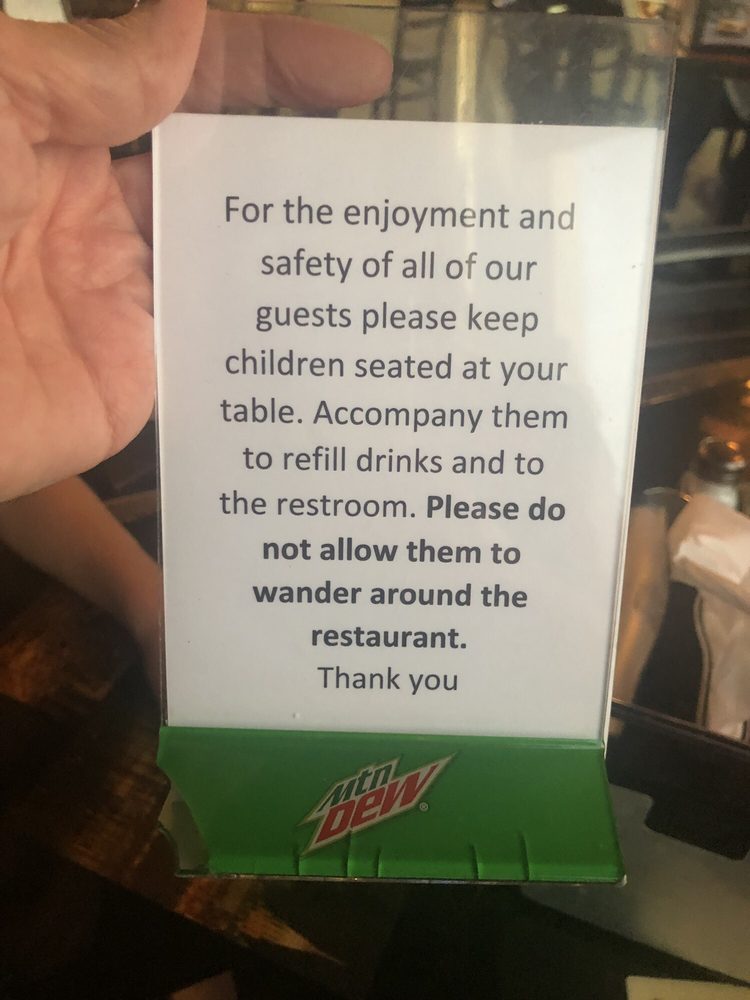 For the enjoyment and
safety of all of our
guests please keep
children seated at your
table. Accompany them
to refill drinks and to
the restroom. Please do
not allow them to
wander around the
restaurant.
Thank you
Mtn
Dew®